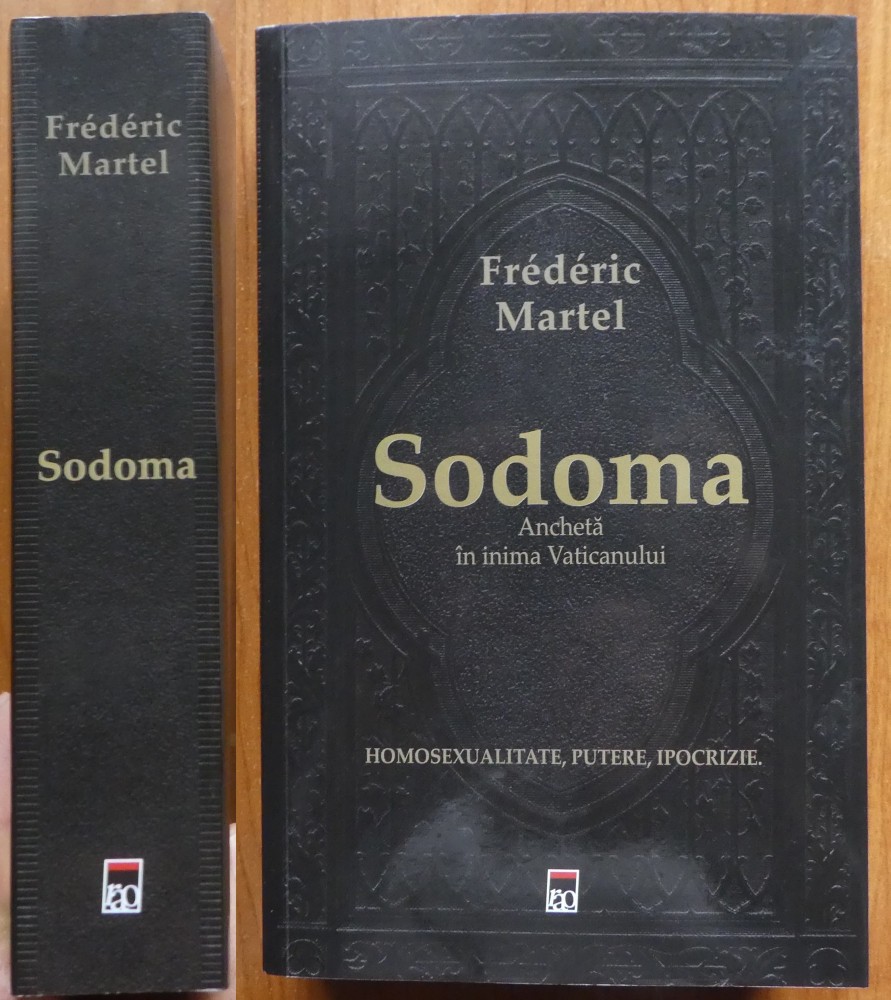 Frédéric
Martel
Sodoma
rao
Frédéric
Martel
Sodoma
Anchetă
în inima Vaticanului
HOMOSEXUALITATE, PUTERE, IPOCRIZIE.
rao